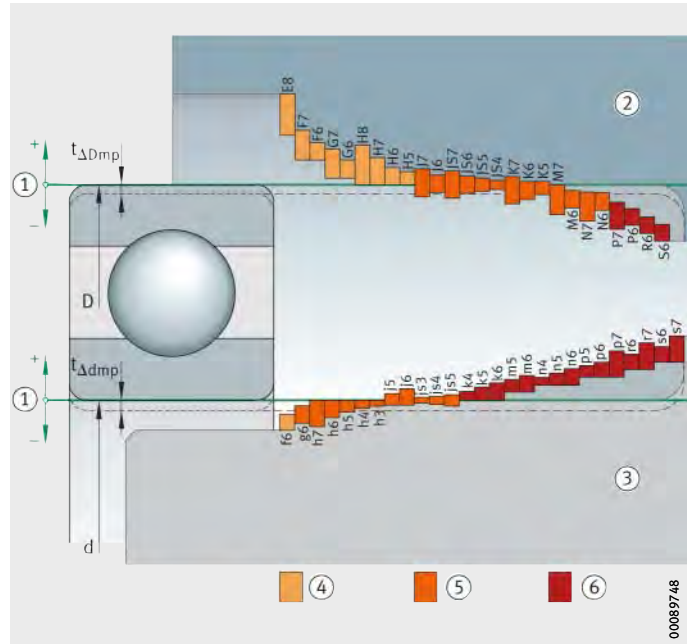 E8
F7
F6
G7
G6
H8
H7
H6
H5
J7
J6
JS7
JS6
JS5
JS4
K7
K6
K5
M7
M6
N7
N6
P7
P6
R6
S6
2
+
1
−
tΔDmp
D
tΔdmp
+
1
−
d
f6
g6
h7
h6
h5
h4
h3
j5
j6
js3
js4
js5
k4
k5
k6
m5
m6
n4
n5
n6
p5
p6
p7
r6
r7
s6
s7
3
4
5
6
00089748